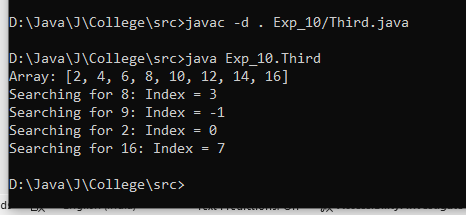 D:\Java\J\College\src>javac -d . Exp_10/Third.java
D:\Java\J\College\src>java Exp_10.Third
Array: [2, 4, 6, 8, 10, 12, 14, 16]
Searching for 8: Index = 3
Searching for 9: Index = -1
Searching for 2: Index = 0
Searching for 16: Index = 7
D:\Java\J\College\src>